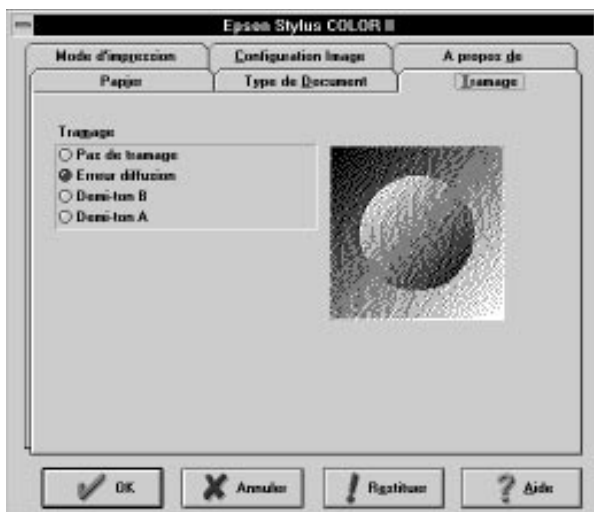 Epson Stylus COLOR II
Mode d'impression Configuration Image A propos de
Papier Type de Document Tramage
Tramage
Pas de tramage
Erreur diffusion
Demi-ton B
Demi-ton A
OK Annuler Restituer Aide